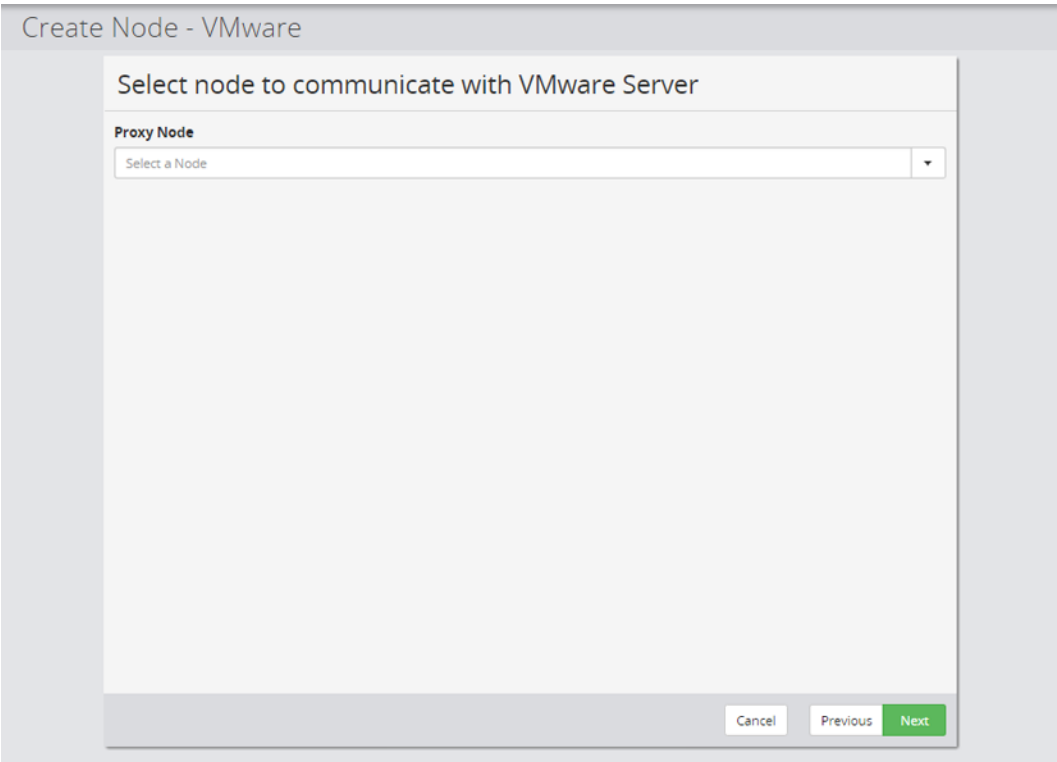 Create Node - VMware
Select node to communicate with VMware Server
Proxy Node
Select a Node
Cancel Previous Next